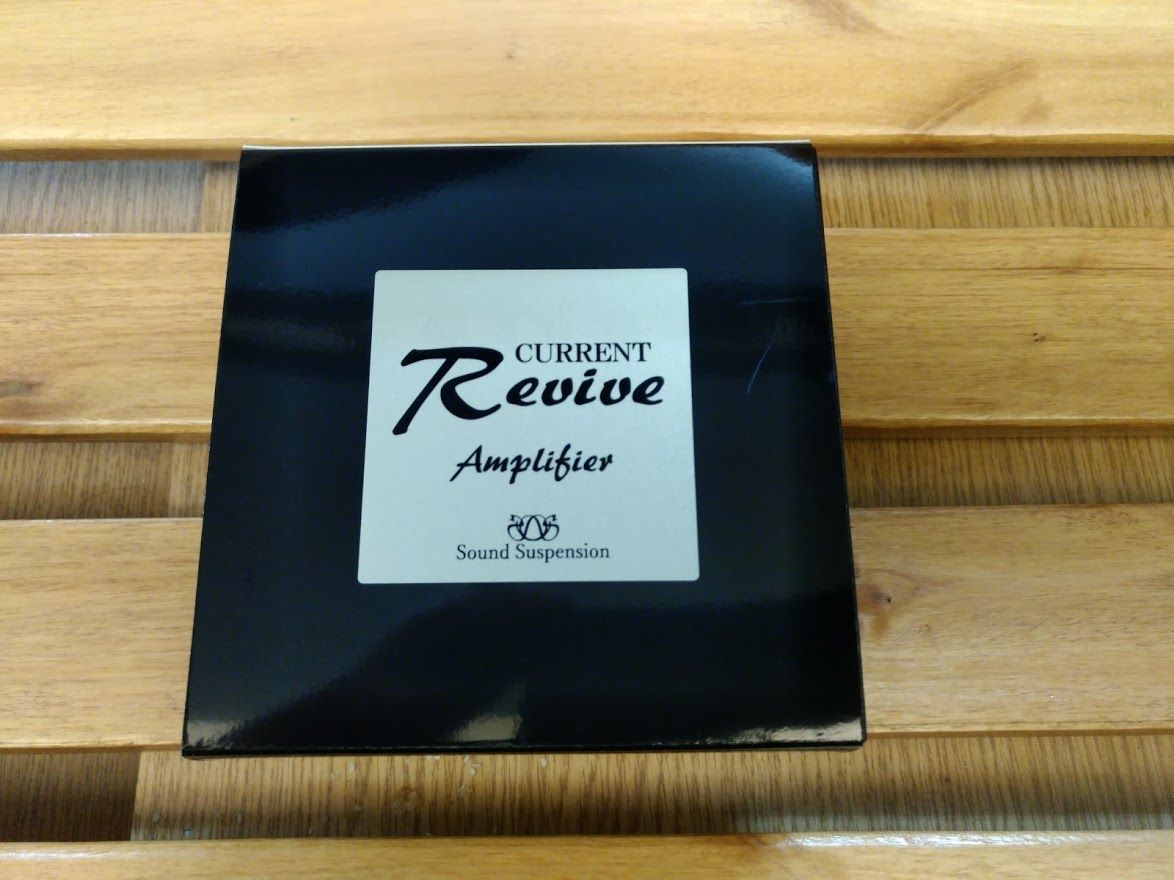 CURRENT
Revive
Amplifier
Sound Suspension